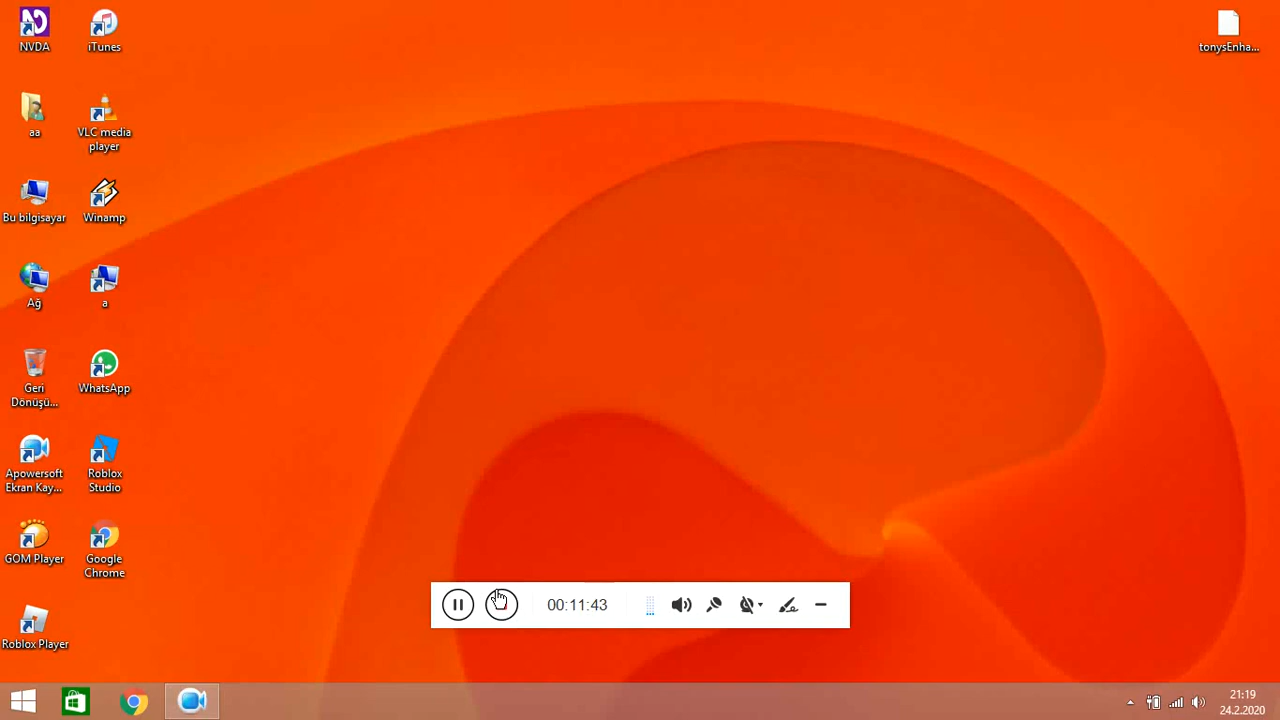 NVDA
iTunes
tonysEnha...
aa
VLC media
player
Bu bilgisayar
Winamp
Ağ
a
Geri
Dönüşü...
WhatsApp
Apowersoft
Ekran Kay...
Roblox
Studio
GOM Player
Google
Chrome
Roblox Player
00:11:43
21:19
24.2.2020